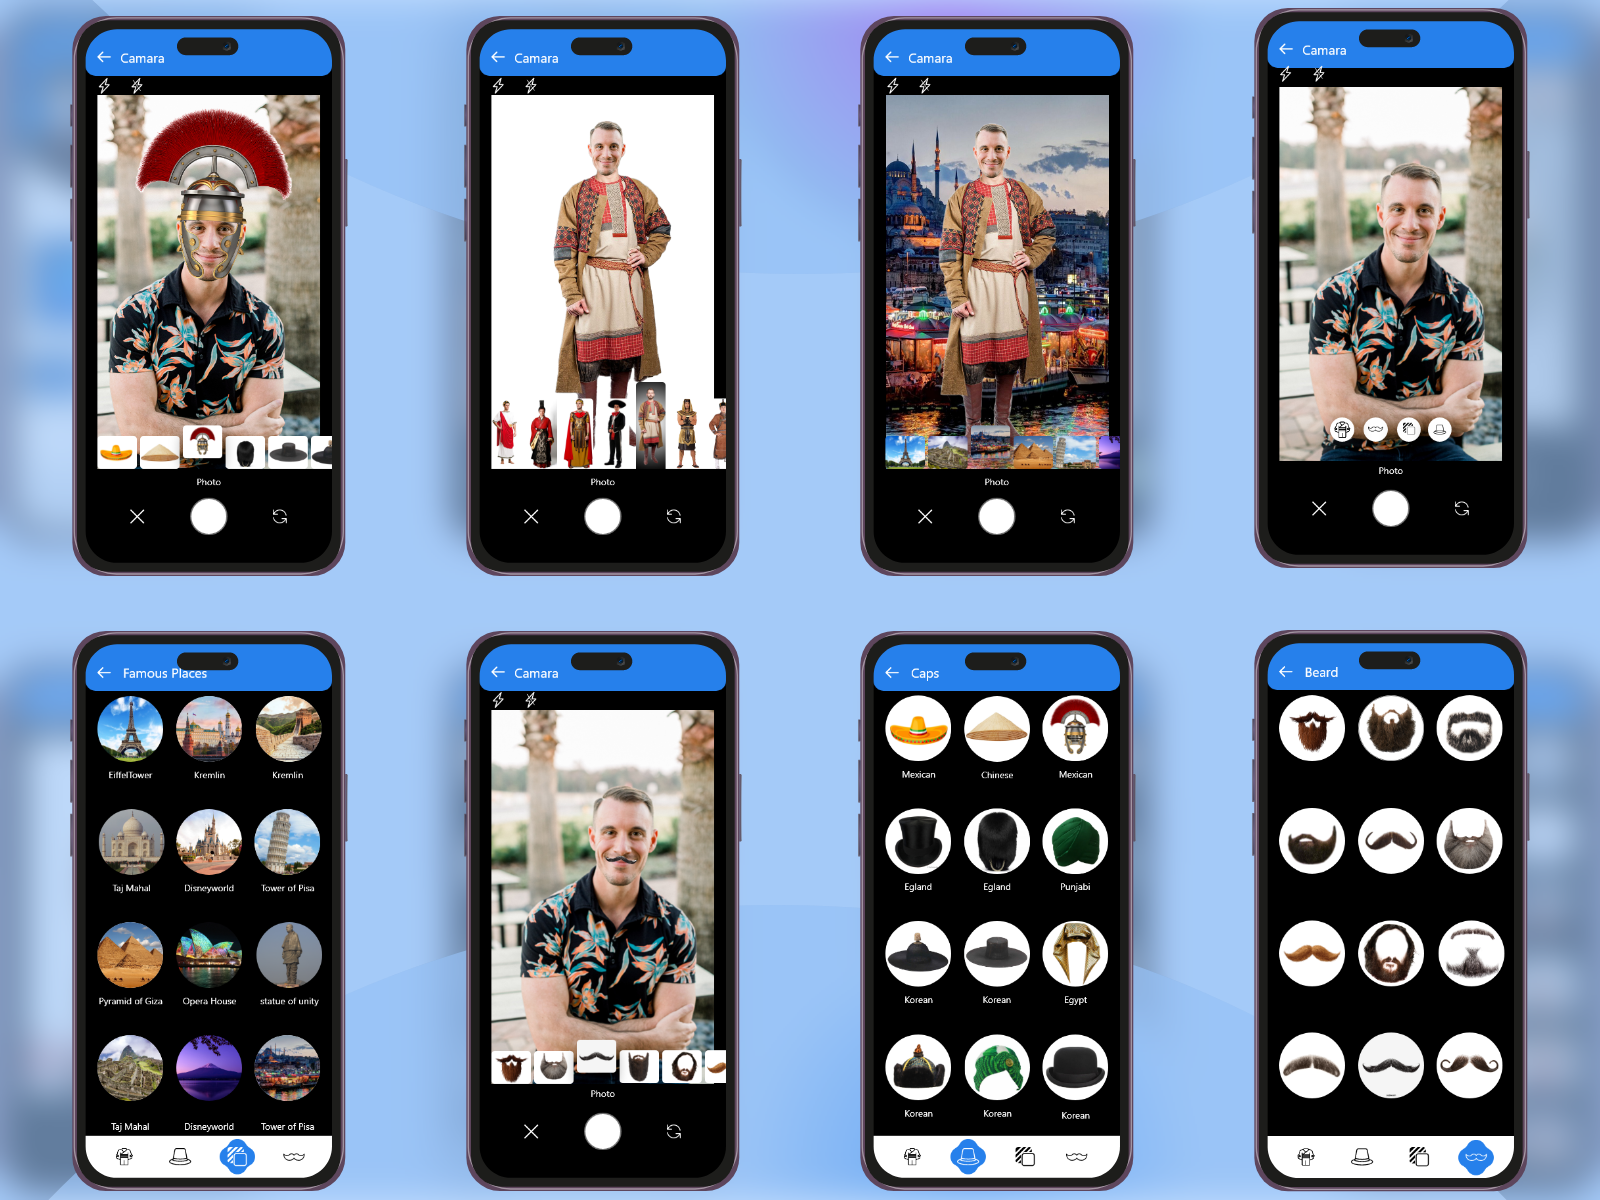 Camara
Camara
Camara
Camara
Photo
Photo
Photo
Photo
Famous Places
EiffelTower
Kremlin
Kremlin
Taj Mahal
Disneyworld
Tower of Pisa
Pyramid of Giza
Opera House
statue of unity
Taj Mahal
Disneyworld
Tower of Pisa
Camara
Photo
Caps
Mexican
Chinese
Mexican
Egland
Egland
Punjabi
Korean
Korean
Egypt
Korean
Korean
Korean
Beard